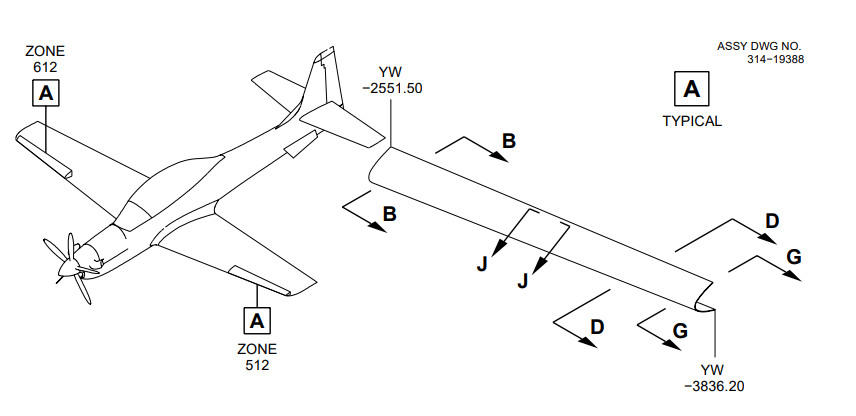 ZONE
612
A
YW
−2551.50
ASSY DWG NO.
314−19388
A
TYPICAL
B
B
J
J
D
G
D
G
A
ZONE
512
YW
−3836.20